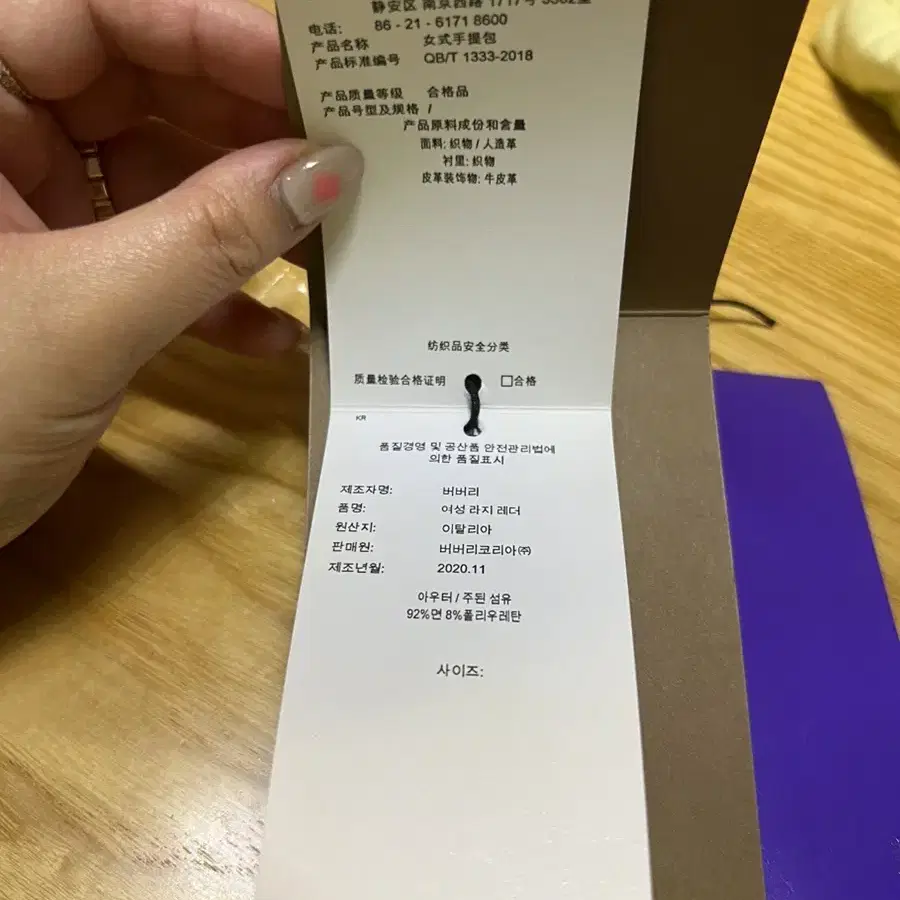 静安区 南京西路 1717号
电话: 86 - 21 - 6171 8600
产品名称 女式手提包
产品标准编号 QB/T 1333-2018
产品质量等级 合格品
产品号型及规格 /
产品原料成份和含量
面料: 织物 / 人造革
衬里: 织物
皮革装饰物: 牛皮革
纺织品安全分类
质量检验合格证明 □合格
KR
품질경영 및 공산품 안전관리법에
의한 품질표시
제조자명: 버버리
품명: 여성 라지 레더
원산지: 이탈리아
판매원: 버버리코리아㈜
제조년월: 2020.11
아우터 / 주된 섬유
92%면 8%폴리우레탄
사이즈: